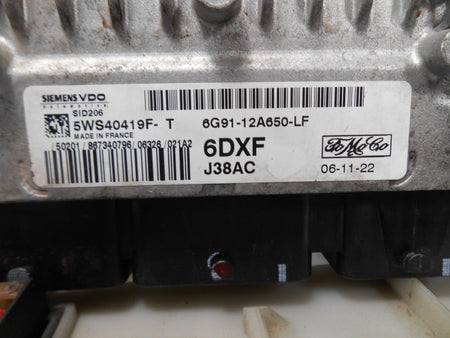 SIEMENS VDO
Automotive
SID206
5WS40419F- T 6G91-12A650-LF
MADE IN FRANCE
/50201/867340796/06326/021A2
6DXF
J38AC
FoMoCo
06-11-22